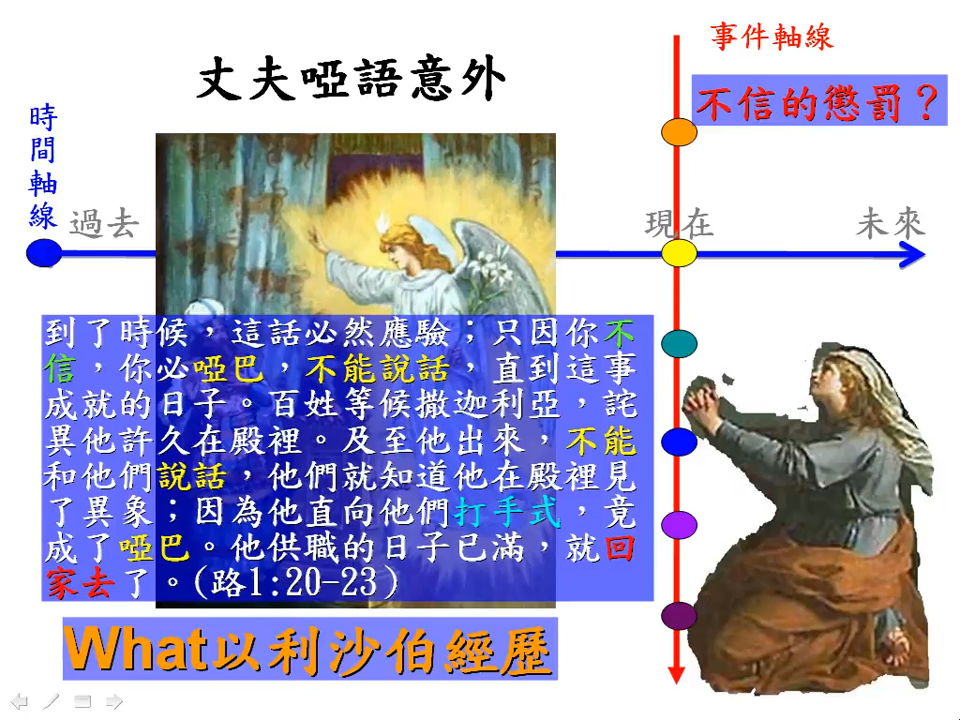 事件軸線
丈夫啞語意外
不信的懲罰？
時間軸線
過去
現在
未來
到了時候，這話必然應驗；只因你不
信，你必啞巴，不能說話，直到這事
成就的日子。百姓等候撒迦利亞，詫
異他許久在殿裡。及至他出來，不能
和他們說話，他們就知道他在殿裡見
了異象；因為他直向他們打手式，竟
成了啞巴。他供職的日子已滿，就回
家去了。(路1:20-23)
What以利沙伯經歷